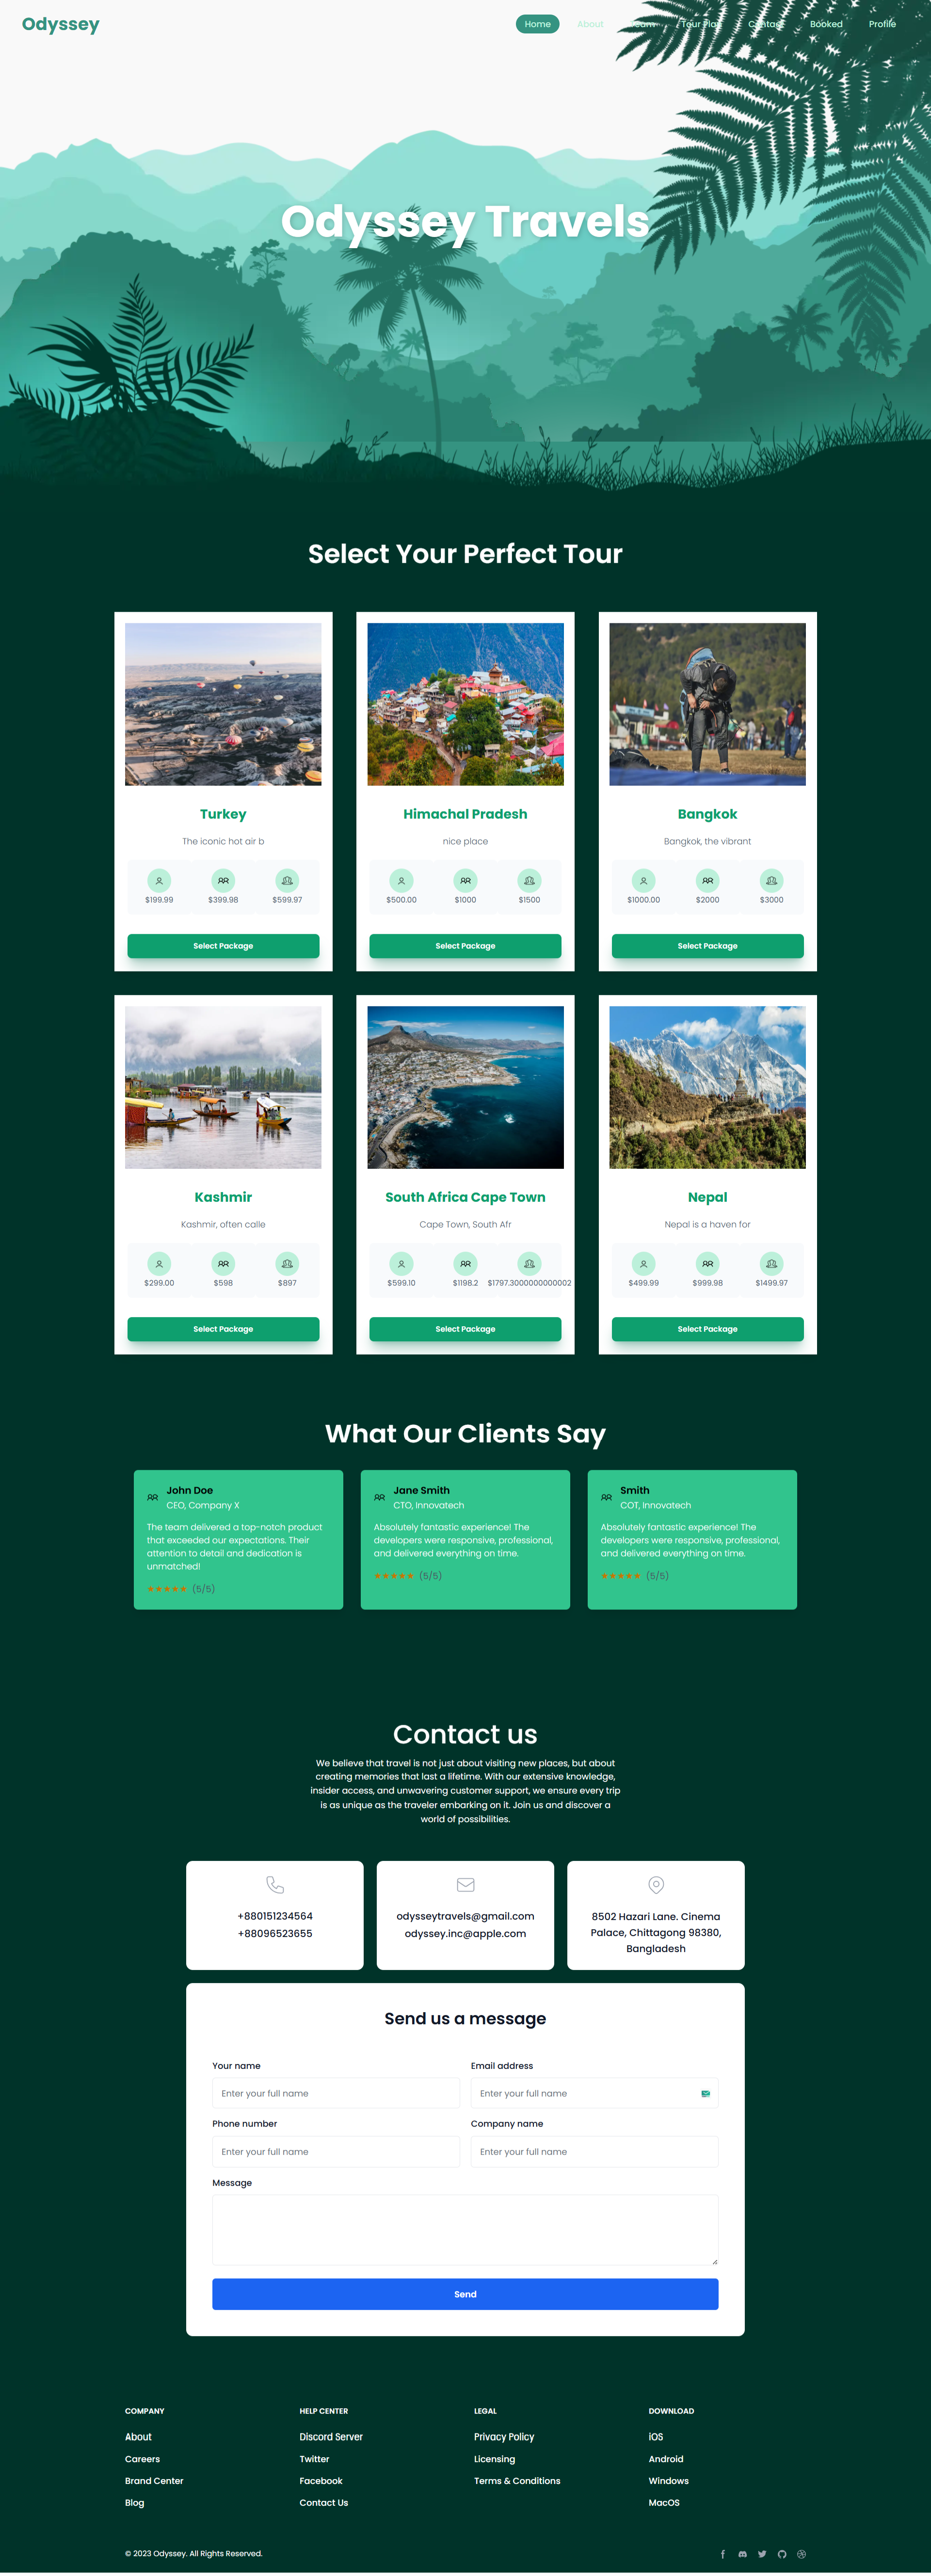 Odyssey
Home About Team Tour Plan Contact Booked Profile
Odyssey Travels
Select Your Perfect Tour
Turkey
The iconic hot air b
$199.99 $399.98 $599.97
Select Package
Himachal Pradesh
nice place
$500.00 $1000 $1500
Select Package
Bangkok
Bangkok, the vibrant
$1000.00 $2000 $3000
Select Package
Kashmir
Kashmir, often calle
$299.00 $598 $897
Select Package
South Africa Cape Town
Cape Town, South Afr
$599.10 $1198.2 $1797.3000000000002
Select Package
Nepal
Nepal is a haven for
$499.99 $999.98 $1499.97
Select Package
What Our Clients Say
John Doe
CEO, Company X
The team delivered a top-notch product
that exceeded our expectations. Their
attention to detail and dedication is
unmatched!
★★★★★ (5/5)
Jane Smith
CTO, Innovatech
Absolutely fantastic experience! The
developers were responsive, professional,
and delivered everything on time.
★★★★★ (5/5)
Smith
COT, Innovatech
Absolutely fantastic experience! The
developers were responsive, professional,
and delivered everything on time.
★★★★★ (5/5)
Contact us
We believe that travel is not just about visiting new places, but about
creating memories that last a lifetime. With our extensive knowledge,
insider access, and unwavering customer support, we ensure every trip
is as unique as the traveler embarking on it. Join us and discover a
world of possibilities.
+880151234564
+88096523655
odysseytravels@gmail.com
odyssey.inc@apple.com
8502 Hazari Lane. Cinema
Palace, Chittagong 98380,
Bangladesh
Send us a message
Your name
Enter your full name
Email address
Enter your full name
Phone number
Enter your full name
Company name
Enter your full name
Message
Send
COMPANY
About
Careers
Brand Center
Blog
HELP CENTER
Discord Server
Twitter
Facebook
Contact Us
LEGAL
Privacy Policy
Licensing
Terms & Conditions
DOWNLOAD
iOS
Android
Windows
MacOS
© 2023 Odyssey. All Rights Reserved.